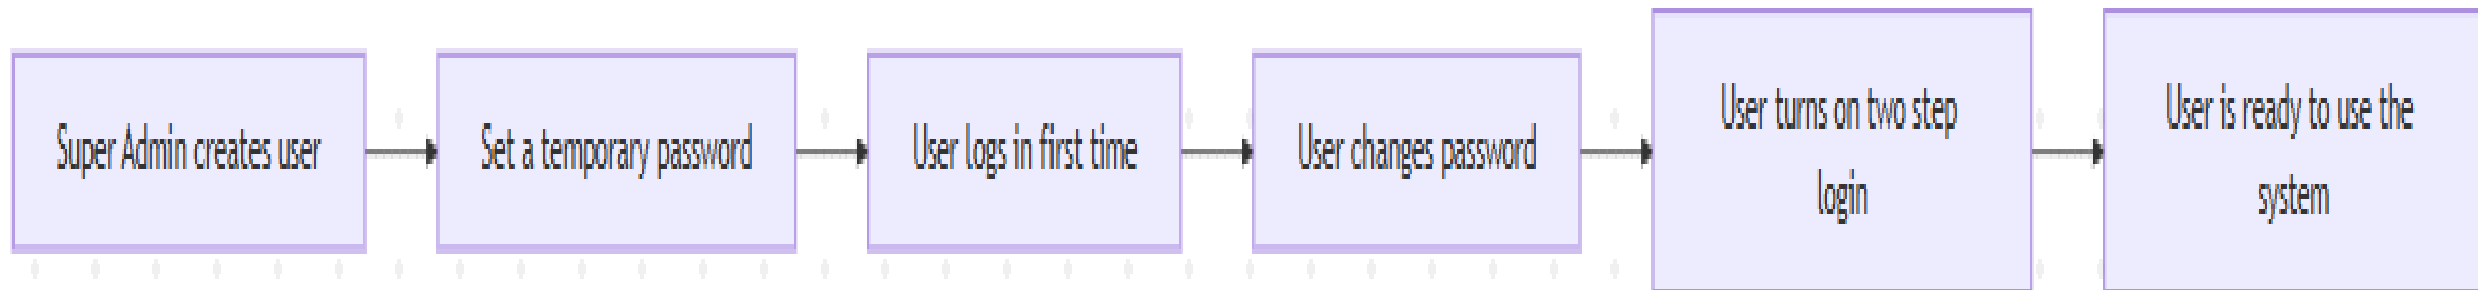 Super Admin creates user
Set a temporary password
User logs in first time
User changes password
User turns on two step
login
User is ready to use the
system